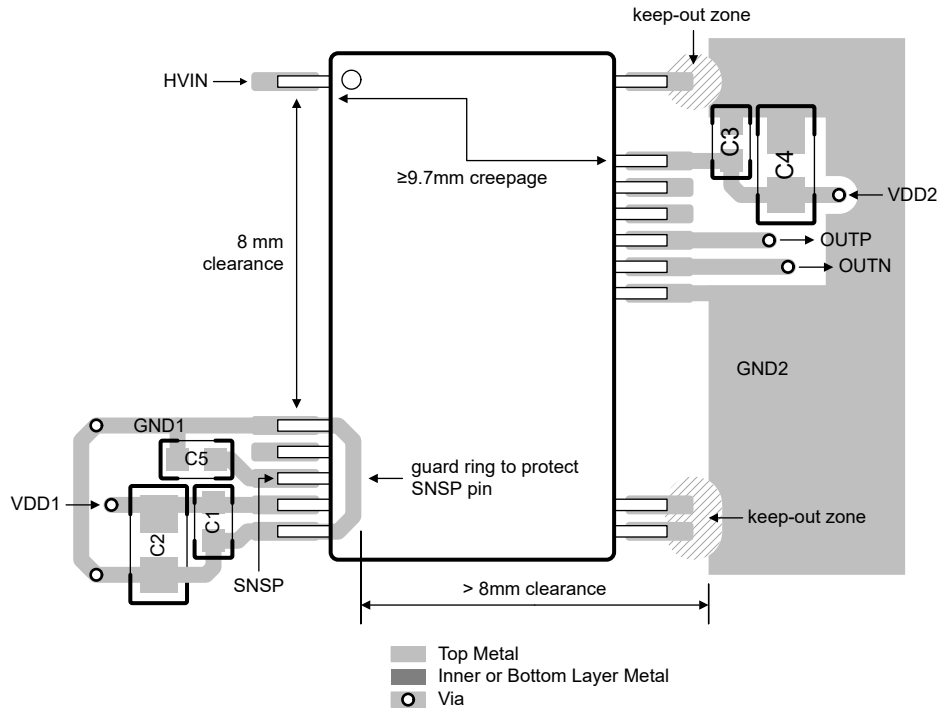 keep-out zone
HVIN
C3
C4
≥9.7mm creepage
VDD2
8 mm
clearance
OUTP
OUTN
GND2
GND1
C5
guard ring to protect
SNSP pin
VDD1
C1
C2
keep-out zone
SNSP
> 8mm clearance
Top Metal
Inner or Bottom Layer Metal
Via